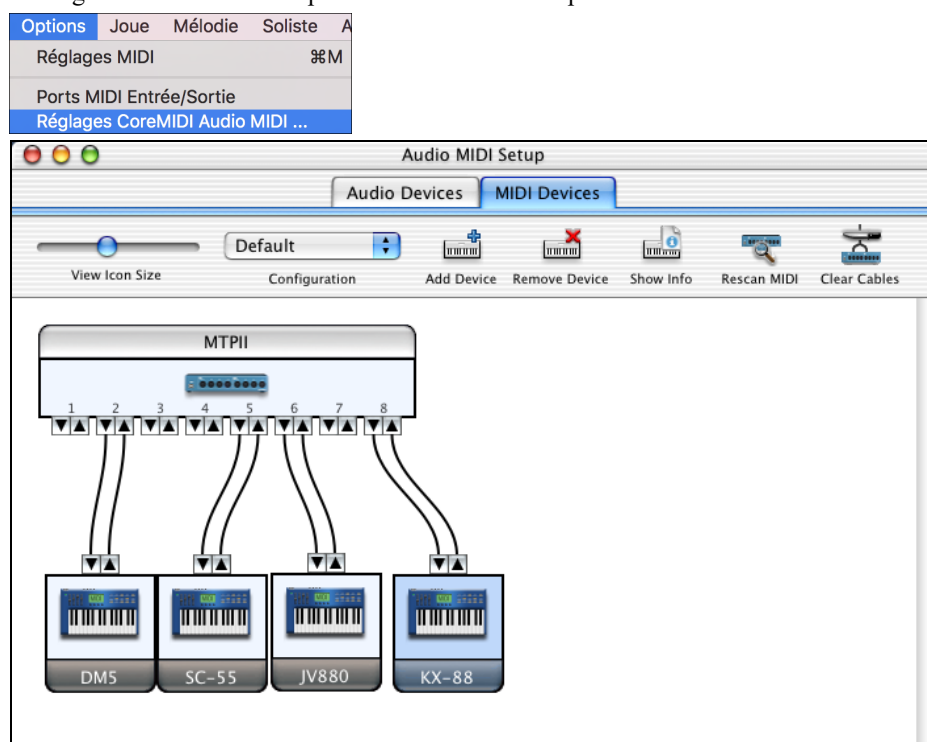 Options Joue Mélodie Soliste A
Réglages MIDI ⌘M
Ports MIDI Entrée/Sortie
Réglages CoreMIDI Audio MIDI ...
Audio MIDI Setup
Audio Devices MIDI Devices
Default
View Icon Size Configuration Add Device Remove Device Show Info Rescan MIDI Clear Cables
MTPII
1 2 3 4 5 6 7 8
DM5 SC-55 JV880 KX-88